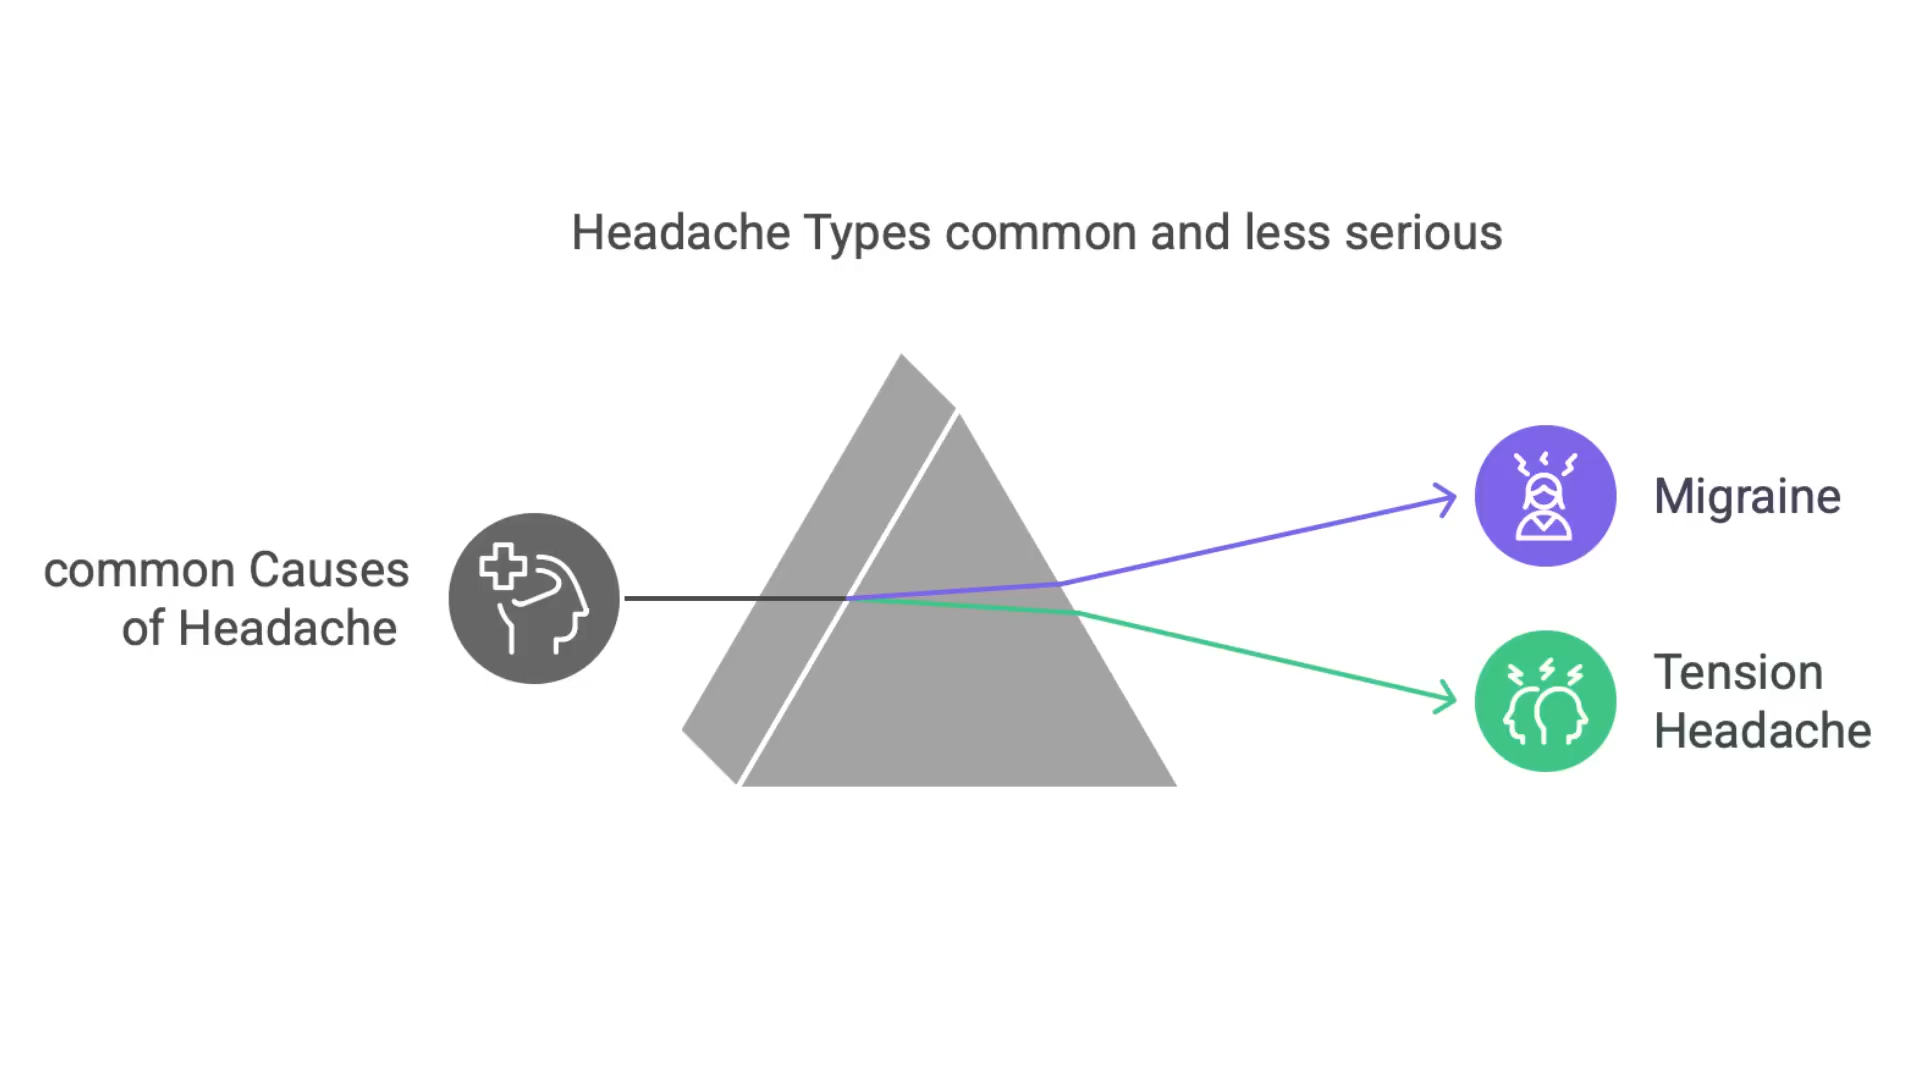 Headache Types common and less serious
common Causes
of Headache
Migraine
Tension
Headache